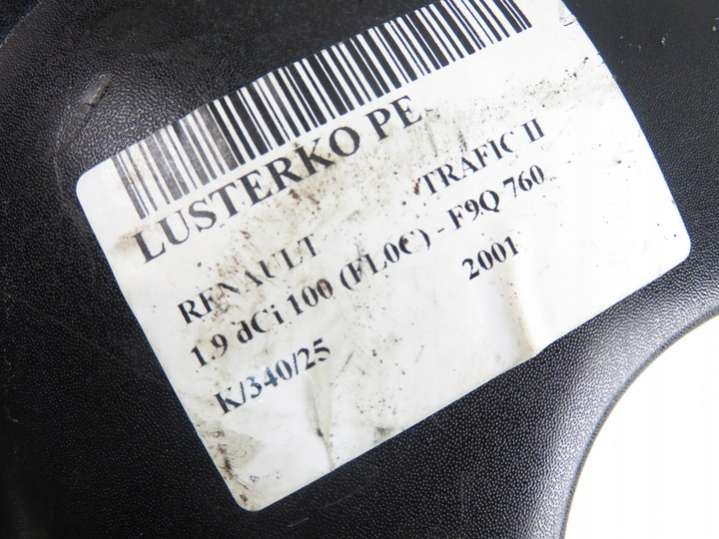 LUSTERKO PE
RENAULT TRAFIC II
1.9 dCi 100 (FL0C) - F9Q 760
2001
K/340/25